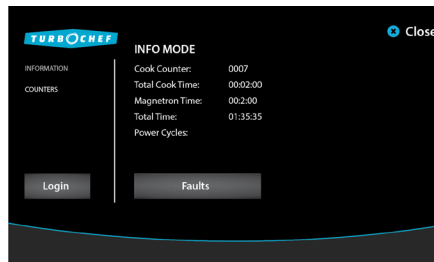 TURBOCHEF
Close
INFO MODE
INFORMATION
COUNTERS
Cook Counter: 0007
Total Cook Time: 00:02:00
Magnetron Time: 00:2:00
Total Time: 01:35:35
Power Cycles:
Login
Faults